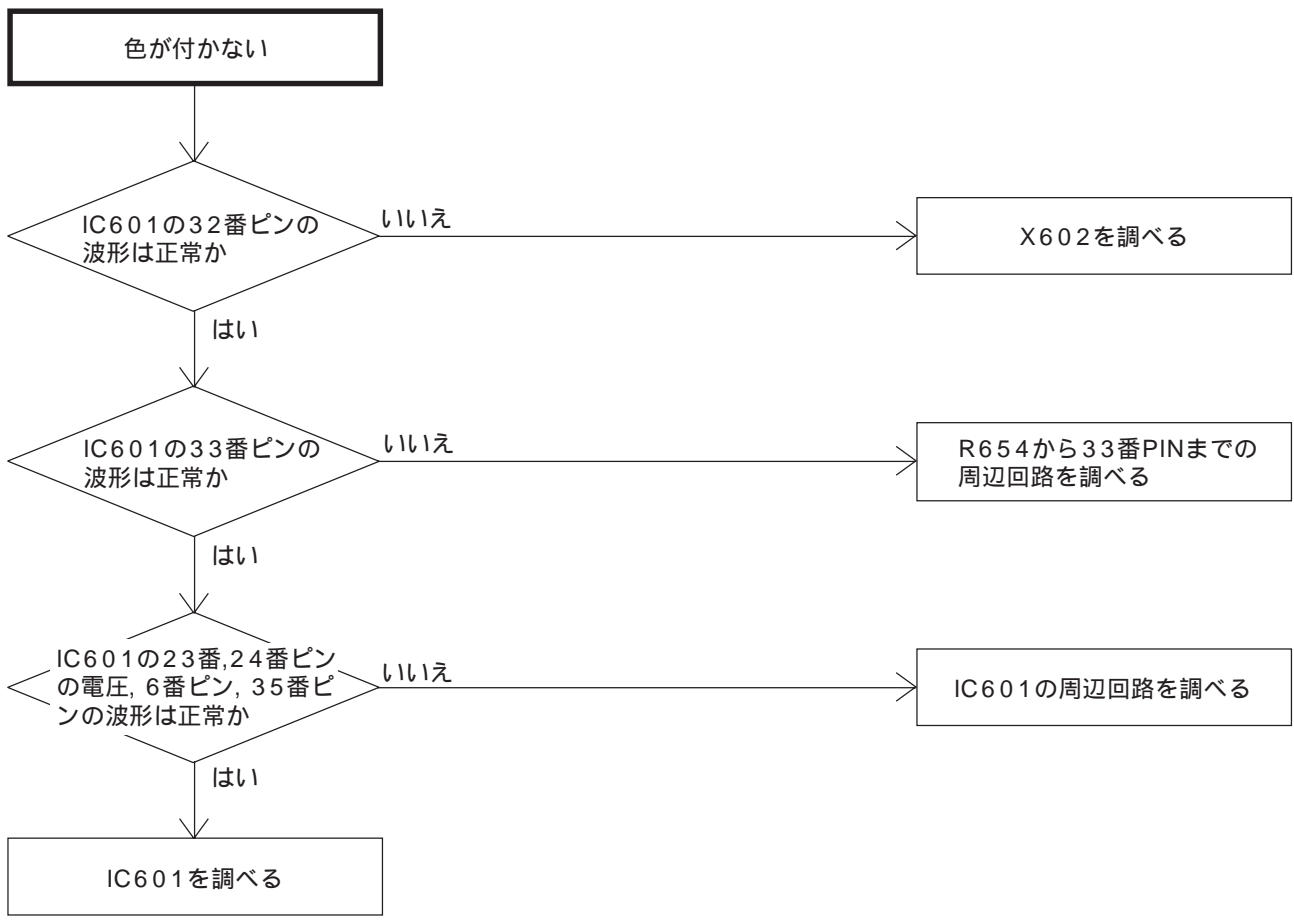 色が付かない
IC601の32番ピンの
波形は正常か
いいえ
X602を調べる
はい
IC601の33番ピンの
波形は正常か
いいえ
R654から33番PINまでの
周辺回路を調べる
はい
IC601の23番,24番ピン
の電圧, 6番ピン, 35番ピ
ンの波形は正常か
いいえ
IC601の周辺回路を調べる
はい
IC601を調べる